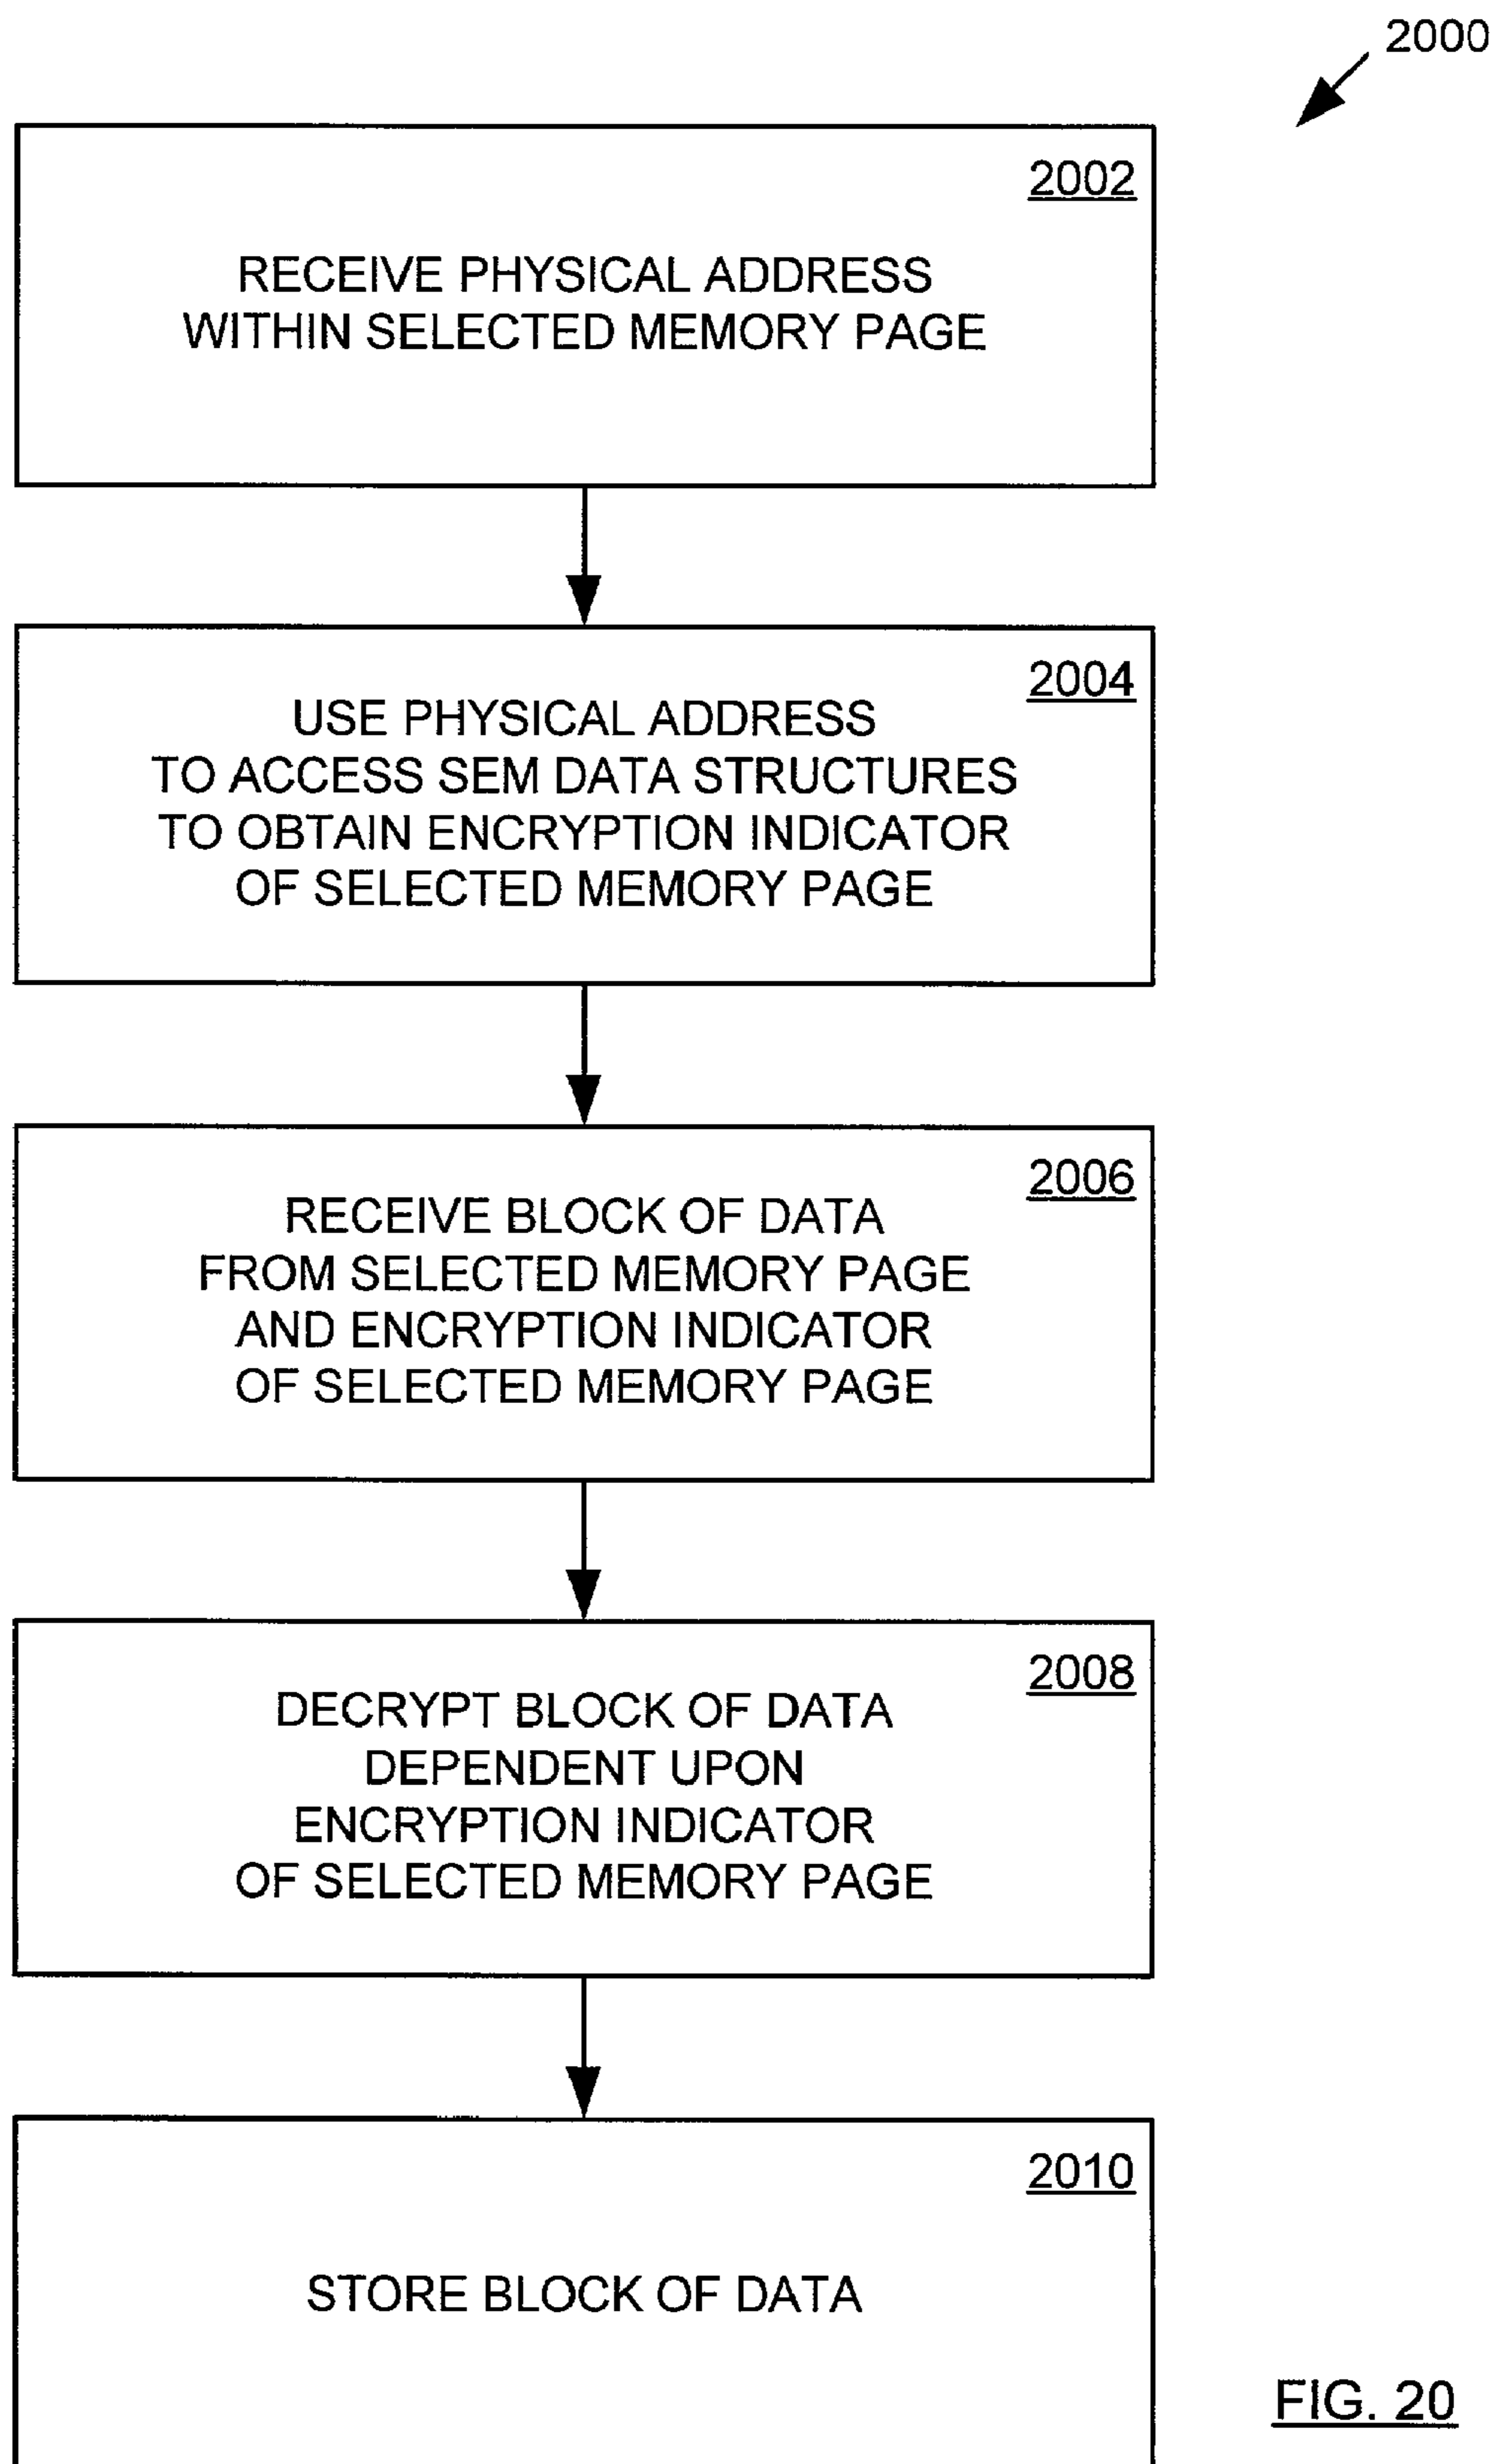 2000
2002
RECEIVE PHYSICAL ADDRESS
WITHIN SELECTED MEMORY PAGE
2004
USE PHYSICAL ADDRESS
TO ACCESS SEM DATA STRUCTURES
TO OBTAIN ENCRYPTION INDICATOR
OF SELECTED MEMORY PAGE
2006
RECEIVE BLOCK OF DATA
FROM SELECTED MEMORY PAGE
AND ENCRYPTION INDICATOR
OF SELECTED MEMORY PAGE
2008
DECRYPT BLOCK OF DATA
DEPENDENT UPON
ENCRYPTION INDICATOR
OF SELECTED MEMORY PAGE
2010
STORE BLOCK OF DATA
FIG. 20